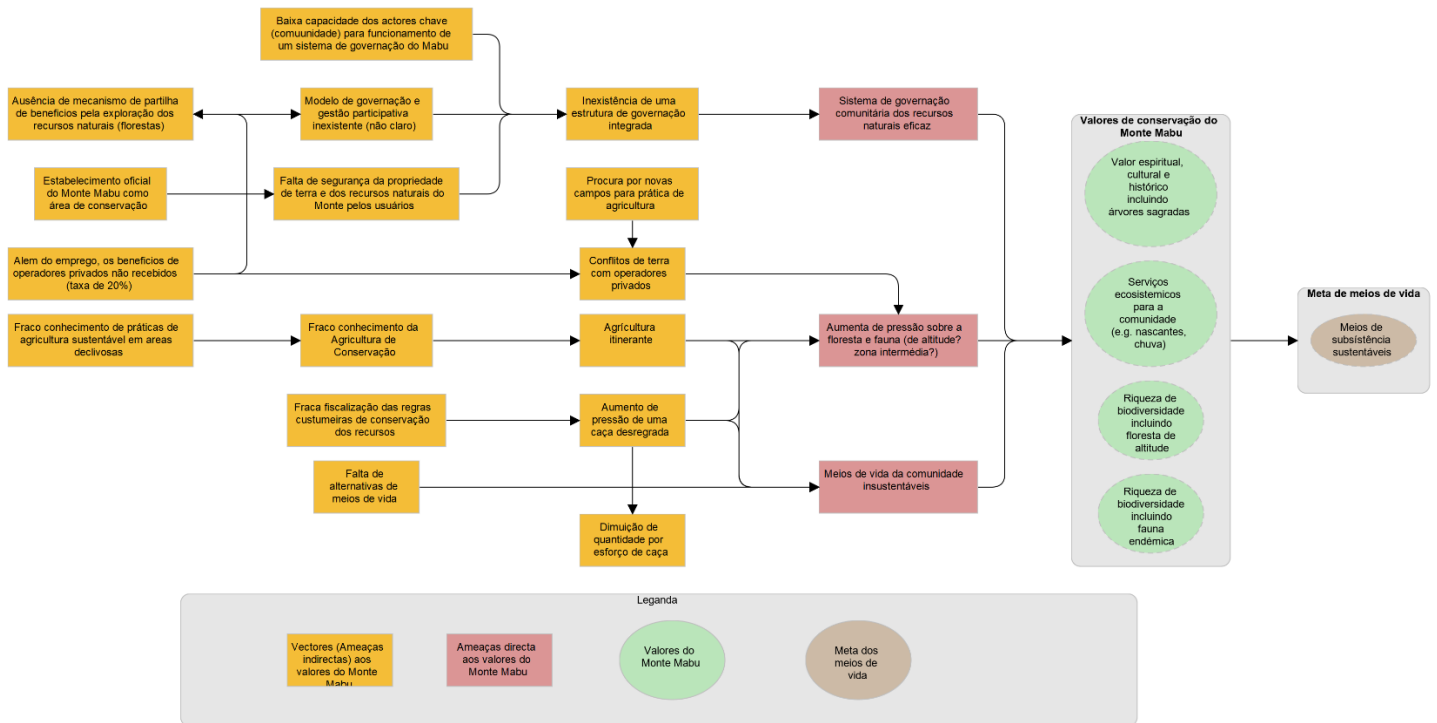 Baixa capacidade dos actores chave
(comuunidade) para funcionamento de
um sistema de governação do Mabu
Ausência de mecanismo de partilha
de beneficios pela exploração dos
recursos naturais (florestas)
Modelo de governação e
gestão participativa
inexistente (não claro)
Inexistência de uma
estrutura de governação
integrada
Sistema de governação
comunitária dos recursos
naturais eficaz
Estabelecimento oficial
do Monte Mabu como
área de conservação
Falta de segurança da propriedade
de terra e dos recursos naturais do
Monte pelos usuários
Procura por novas
campos para prática de
agricultura
Alem do emprego, os beneficios de
operadores privados não recebidos
(taxa de 20%)
Conflitos de terra
com operadores
privados
Fraco conhecimento de práticas de
agricultura sustentável em areas
declivosas
Fraco conhecimento da
Agricultura de
Conservação
Agrícultura
itinerante
Aumenta de pressão sobre a
floresta e fauna (de altitude?
zona intermédia?)
Fraca fiscalização das regras
custumeiras de conservação
dos recursos
Aumento de
pressão de uma
caça desregrada
Falta de
alternativas de
meios de vida
Meios de vida da comunidade
insustentáveis
Dimuição de
quantidade por
esforço de caça
Valores de conservação do
Monte Mabu
Valor espiritual,
cultural e
histórico
incluindo
árvores sagradas
Serviços
ecosistemicos
para a
comunidade
(e.g. nascantes,
chuva)
Riqueza de
biodiversidade
incluindo
floresta de
altitude
Riqueza de
biodiversidade
incluindo
fauna
endémica
Meta de meios de vida
Meios de
subsístência
sustentáveis
Leganda
Vectores (Ameaças
indirectas) aos
valores do Monte
Mabu
Ameaças directa
aos valores do
Monte Mabu
Valores do
Monte Mabu
Meta dos
meios de
vida